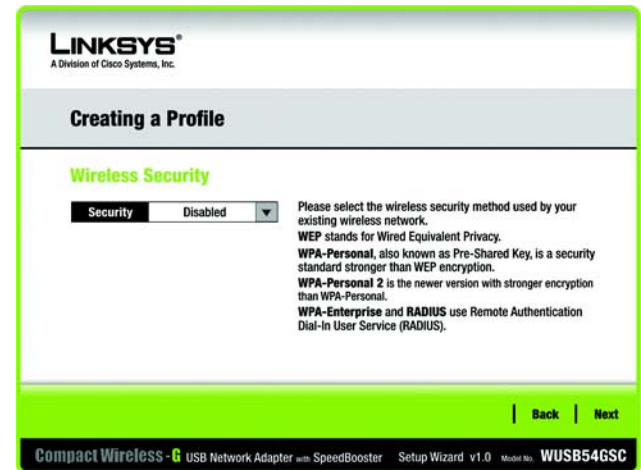 LINKSYS®
A Division of Cisco Systems, Inc.
Creating a Profile
Wireless Security
Security Disabled
Please select the wireless security method used by your
existing wireless network.
WEP stands for Wired Equivalent Privacy.
WPA-Personal, also known as Pre-Shared Key, is a security
standard stronger than WEP encryption.
WPA-Personal 2 is the newer version with stronger encryption
than WPA-Personal.
WPA-Enterprise and RADIUS use Remote Authentication
Dial-In User Service (RADIUS).
Back Next
Compact Wireless-G USB Network Adapter with SpeedBooster Setup Wizard v1.0 Model No. WUSB54GSC